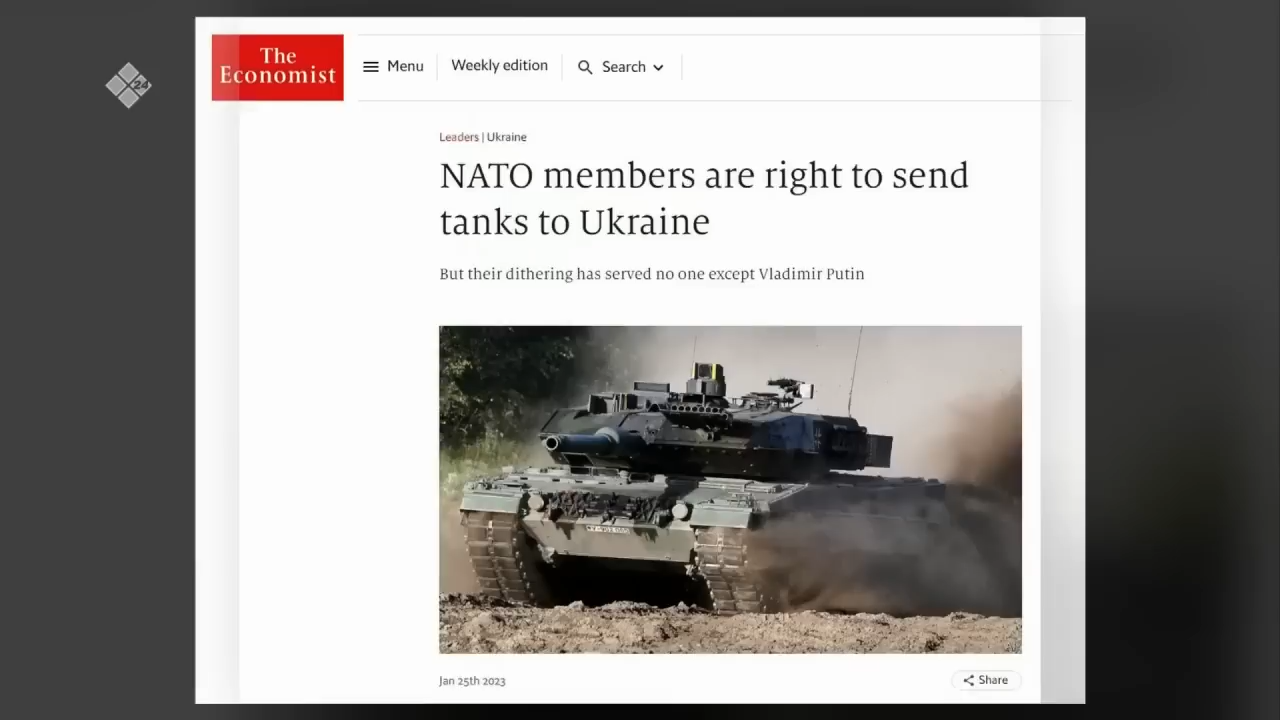 The
Economist
Menu
Weekly edition
Search
X24
Leaders | Ukraine
NATO members are right to send
tanks to Ukraine
But their dithering has served no one except Vladimir Putin
Jan 25th 2023
Share